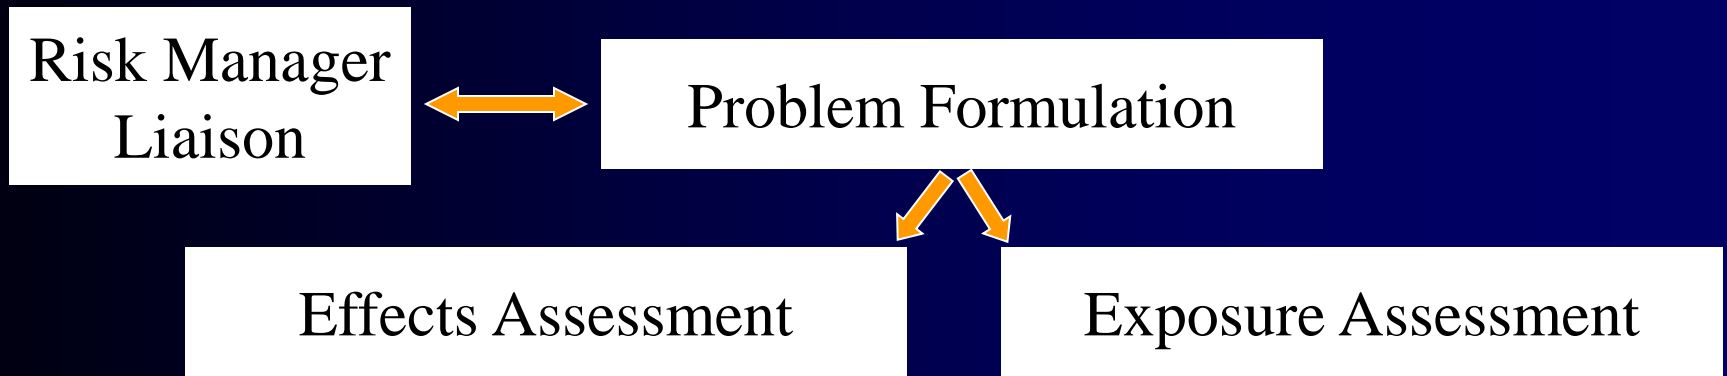 Risk Manager
Liaison
Problem Formulation
Effects Assessment
Exposure Assessment